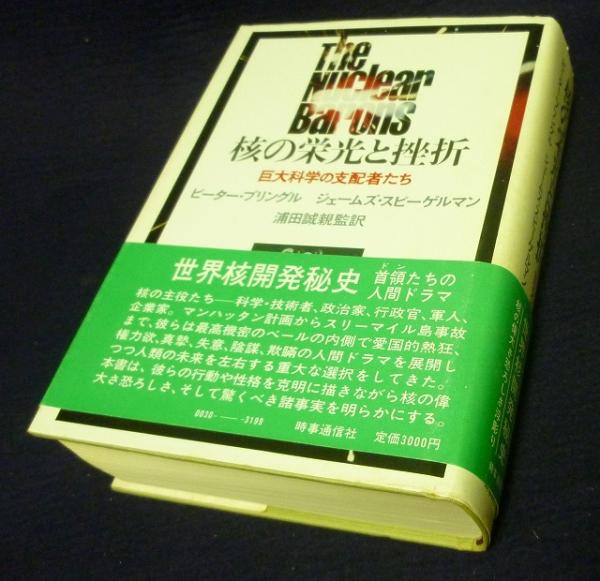 The
Nuclear
Barons
核の栄光と挫折
巨大科学の支配者たち
ピーター・プリングル ジェームズ・スピーゲルマン
浦田誠親監訳
世界核開発秘史 首領たちの
ドン
人間ドラマ
核の主役たち──科学・技術者、政治家、行政官、軍人、
企業家。マンハッタン計画からスリーマイル島事故
まで、彼らは最高機密のベールの内側で愛国的熱狂、
権力欲、真摯、失意、陰謀、欺瞞の人間ドラマを展開し
つつ人類の未来を左右する重大な選択をしてきた。
本書は、彼らの行動や性格を克明に描きながら核の偉
大さ恐ろしさ、そして驚くべき諸事実を明らかにする。
0030- ——-3199
時事通信社 定価3000円